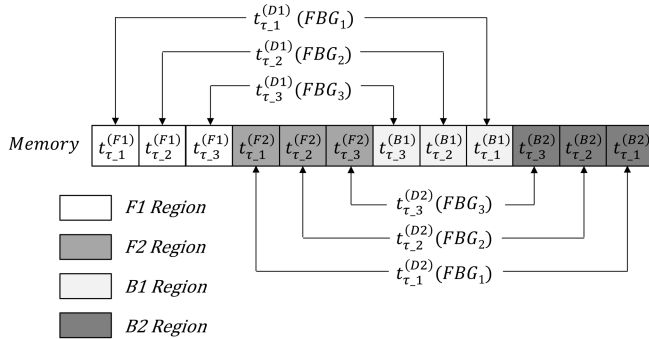 t_{τ_1}^{(D1)} (FBG_1)
t_{τ_2}^{(D1)} (FBG_2)
t_{τ_3}^{(D1)} (FBG_3)
Memory t_{τ_1}^{(F1)} t_{τ_2}^{(F1)} t_{τ_3}^{(F1)} t_{τ_1}^{(F2)} t_{τ_2}^{(F2)} t_{τ_3}^{(F2)} t_{τ_3}^{(B1)} t_{τ_2}^{(B1)} t_{τ_1}^{(B1)} t_{τ_3}^{(B2)} t_{τ_2}^{(B2)} t_{τ_1}^{(B2)}
F1 Region
F2 Region
B1 Region
B2 Region
t_{τ_3}^{(D2)} (FBG_3)
t_{τ_2}^{(D2)} (FBG_2)
t_{τ_1}^{(D2)} (FBG_1)